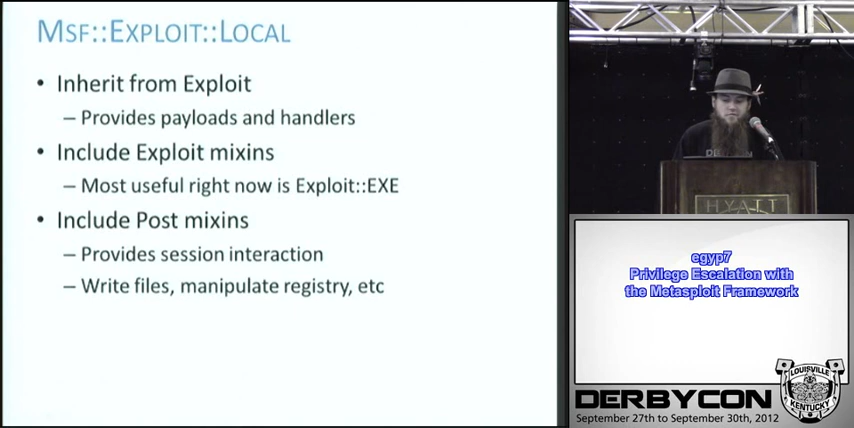 MSF::EXPLOIT::LOCAL
• Inherit from Exploit
– Provides payloads and handlers
• Include Exploit mixins
– Most useful right now is Exploit::EXE
• Include Post mixins
– Provides session interaction
– Write files, manipulate registry, etc
HYATT
egyp7
Privilege Escalation with
the Metasploit Framework
LOUISVILLE
KENTUCKY
DERBYCON
September 27th to September 30th, 2012